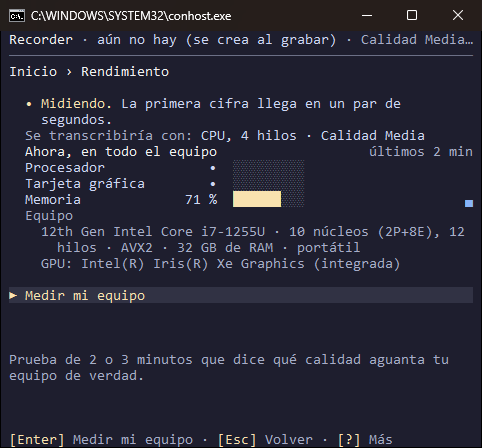 C:\WINDOWS\SYSTEM32\conhost.exe
Recorder · aún no hay (se crea al grabar) · Calidad Media…
Inicio › Rendimiento
• Midiendo. La primera cifra llega en un par de
segundos.
Se transcribiría con: CPU, 4 hilos · Calidad Media
Ahora, en todo el equipo últimos 2 min
Procesador •
Tarjeta gráfica •
Memoria 71 %
Equipo
12th Gen Intel Core i7-1255U · 10 núcleos (2P+8E), 12
hilos · AVX2 · 32 GB de RAM · portátil
GPU: Intel(R) Iris(R) Xe Graphics (integrada)
► Medir mi equipo
Prueba de 2 o 3 minutos que dice qué calidad aguanta tu
equipo de verdad.
[Enter] Medir mi equipo · [Esc] Volver · [?] Más